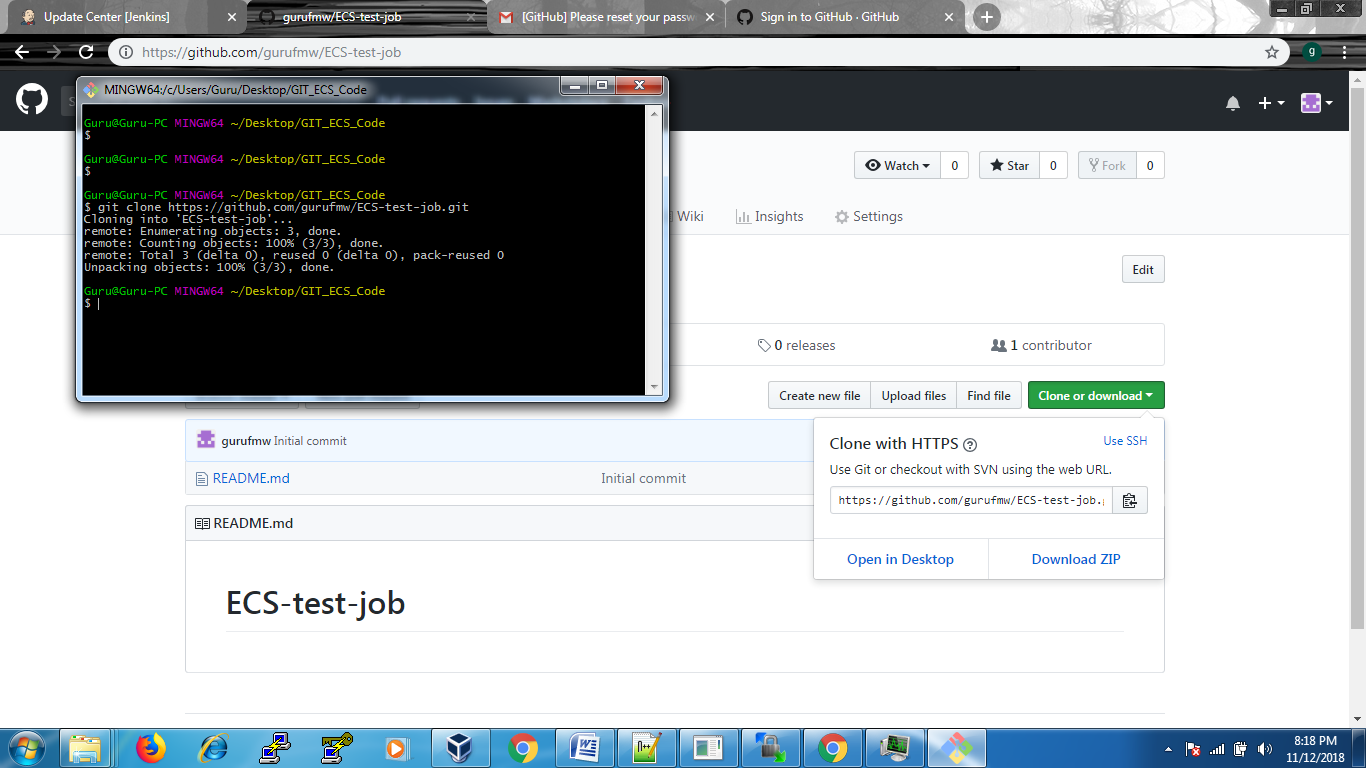 Update Center [Jenkins]
gurufmw/ECS-test-job
[GitHub] Please reset your passw
Sign in to GitHub · GitHub
https://github.com/gurufmw/ECS-test-job
g
MINGW64:/c/Users/Guru/Desktop/GIT_ECS_Code
Guru@Guru-PC MINGW64 ~/Desktop/GIT_ECS_Code
$
Guru@Guru-PC MINGW64 ~/Desktop/GIT_ECS_Code
$
Guru@Guru-PC MINGW64 ~/Desktop/GIT_ECS_Code
$ git clone https://github.com/gurufmw/ECS-test-job.git
Cloning into 'ECS-test-job'...
remote: Enumerating objects: 3, done.
remote: Counting objects: 100% (3/3), done.
remote: Total 3 (delta 0), reused 0 (delta 0), pack-reused 0
Unpacking objects: 100% (3/3), done.
Guru@Guru-PC MINGW64 ~/Desktop/GIT_ECS_Code
$
Watch 0 Star 0 Fork 0
Wiki Insights Settings
Edit
0 releases 1 contributor
Create new file Upload files Find file Clone or download
gurufmw Initial commit
README.md Initial commit
README.md
ECS-test-job
Clone with HTTPS Use SSH
Use Git or checkout with SVN using the web URL.
https://github.com/gurufmw/ECS-test-job.g
Open in Desktop Download ZIP
8:18 PM
11/12/2018